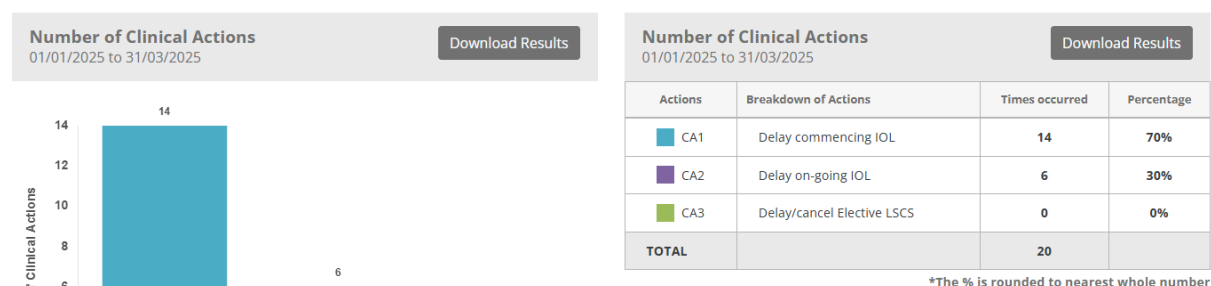 Number of Clinical Actions
01/01/2025 to 31/03/2025
Download Results
14
14
12
10
8
6
Clinical Actions
6
Number of Clinical Actions
01/01/2025 to 31/03/2025
Download Results
Actions Breakdown of Actions Times occurred Percentage
CA1 Delay commencing IOL 14 70%
CA2 Delay on-going IOL 6 30%
CA3 Delay/cancel Elective LSCS 0 0%
TOTAL 20
*The % is rounded to nearest whole number